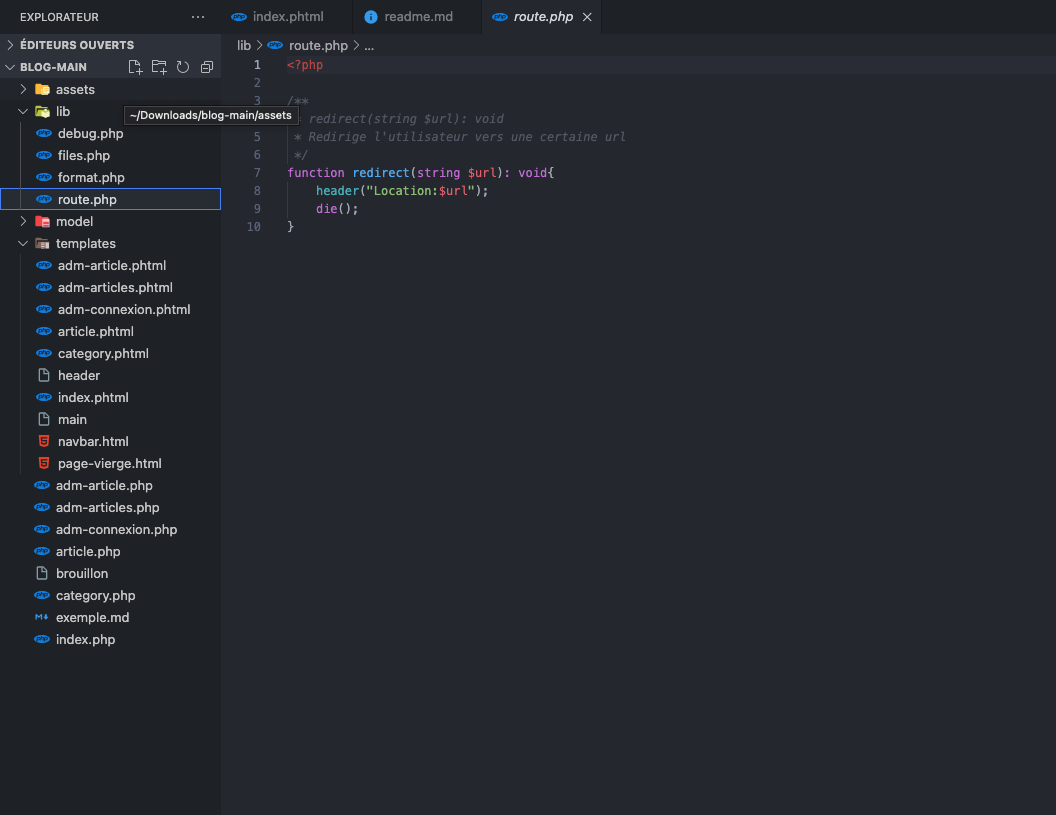 EXPLORATEUR
index.phtml
readme.md
route.php
ÉDITEURS OUVERTS
BLOG-MAIN
assets
lib
~/Downloads/blog-main/assets
debug.php
files.php
format.php
route.php
model
templates
adm-article.phtml
adm-articles.phtml
adm-connexion.phtml
article.phtml
category.phtml
header
index.phtml
main
navbar.html
page-vierge.html
adm-article.php
adm-articles.php
adm-connexion.php
article.php
brouillon
category.php
exemple.md
index.php
lib > route.php > ...
1 <?php
2
3 /**
redirect(string $url): void
5 * Redirige l'utilisateur vers une certaine url
6 */
7 function redirect(string $url): void{
8 header("Location:$url");
9 die();
10 }